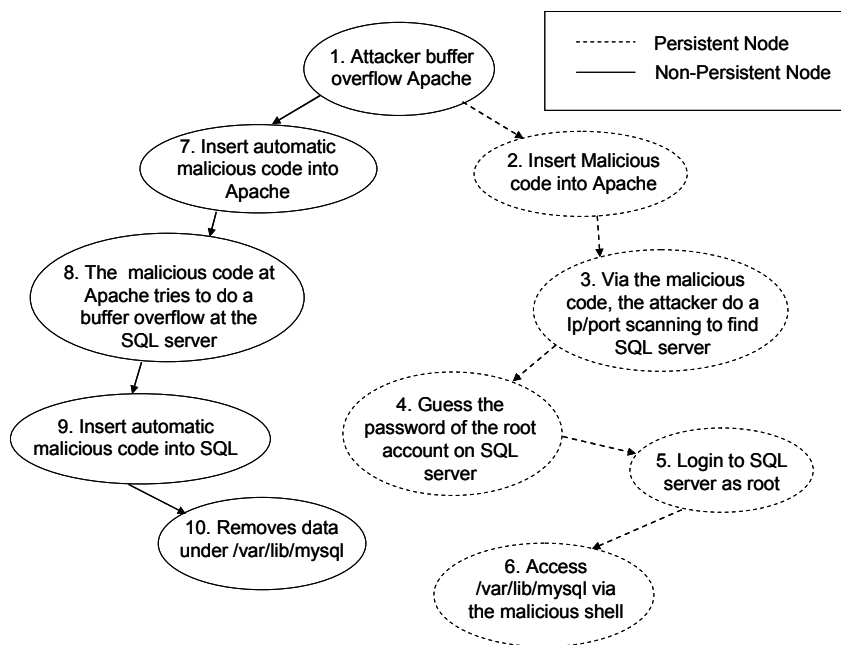 1. Attacker buffer
overflow Apache
Persistent Node
Non-Persistent Node
7. Insert automatic
malicious code into
Apache
2. Insert Malicious
code into Apache
8. The malicious code at
Apache tries to do a
buffer overflow at the
SQL server
3. Via the malicious
code, the attacker do a
Ip/port scanning to find
SQL server
4. Guess the
password of the root
account on SQL
server
9. Insert automatic
malicious code into SQL
5. Login to SQL
server as root
10. Removes data
under /var/lib/mysql
6. Access
/var/lib/mysql via
the malicious shell